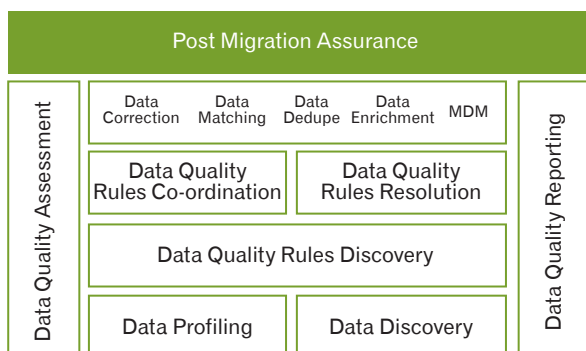 Post Migration Assurance
Data Quality Assessment
Data Data Data Data MDM
Correction Matching Dedupe Enrichment
Data Quality Data Quality
Rules Co-ordination Rules Resolution
Data Quality Rules Discovery
Data Profiling Data Discovery
Data Quality Reporting